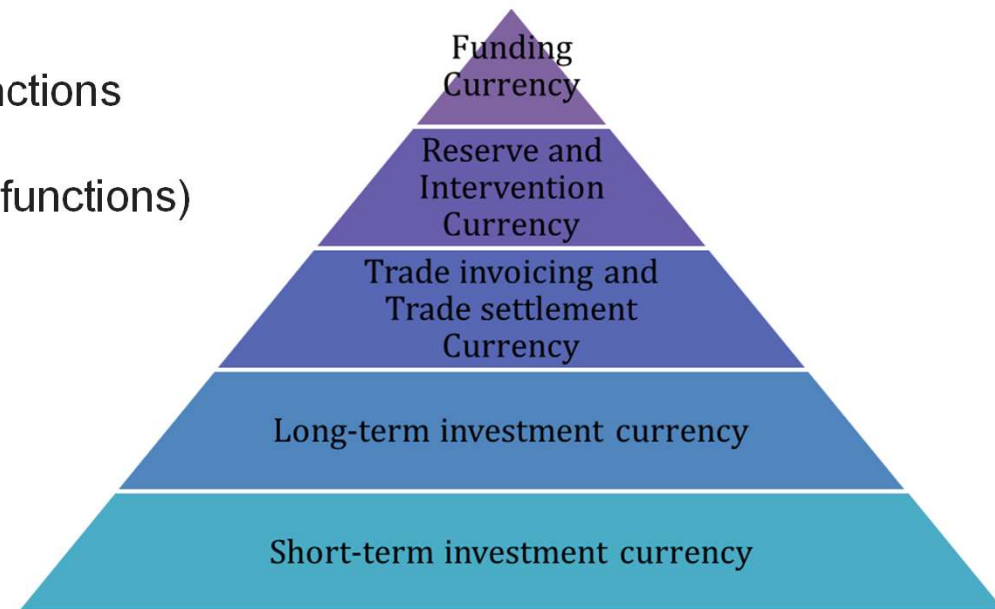 functions)
Funding
Currency
Reserve and
Intervention
Currency
Trade invoicing and
Trade settlement
Currency
Long-term investment currency
Short-term investment currency